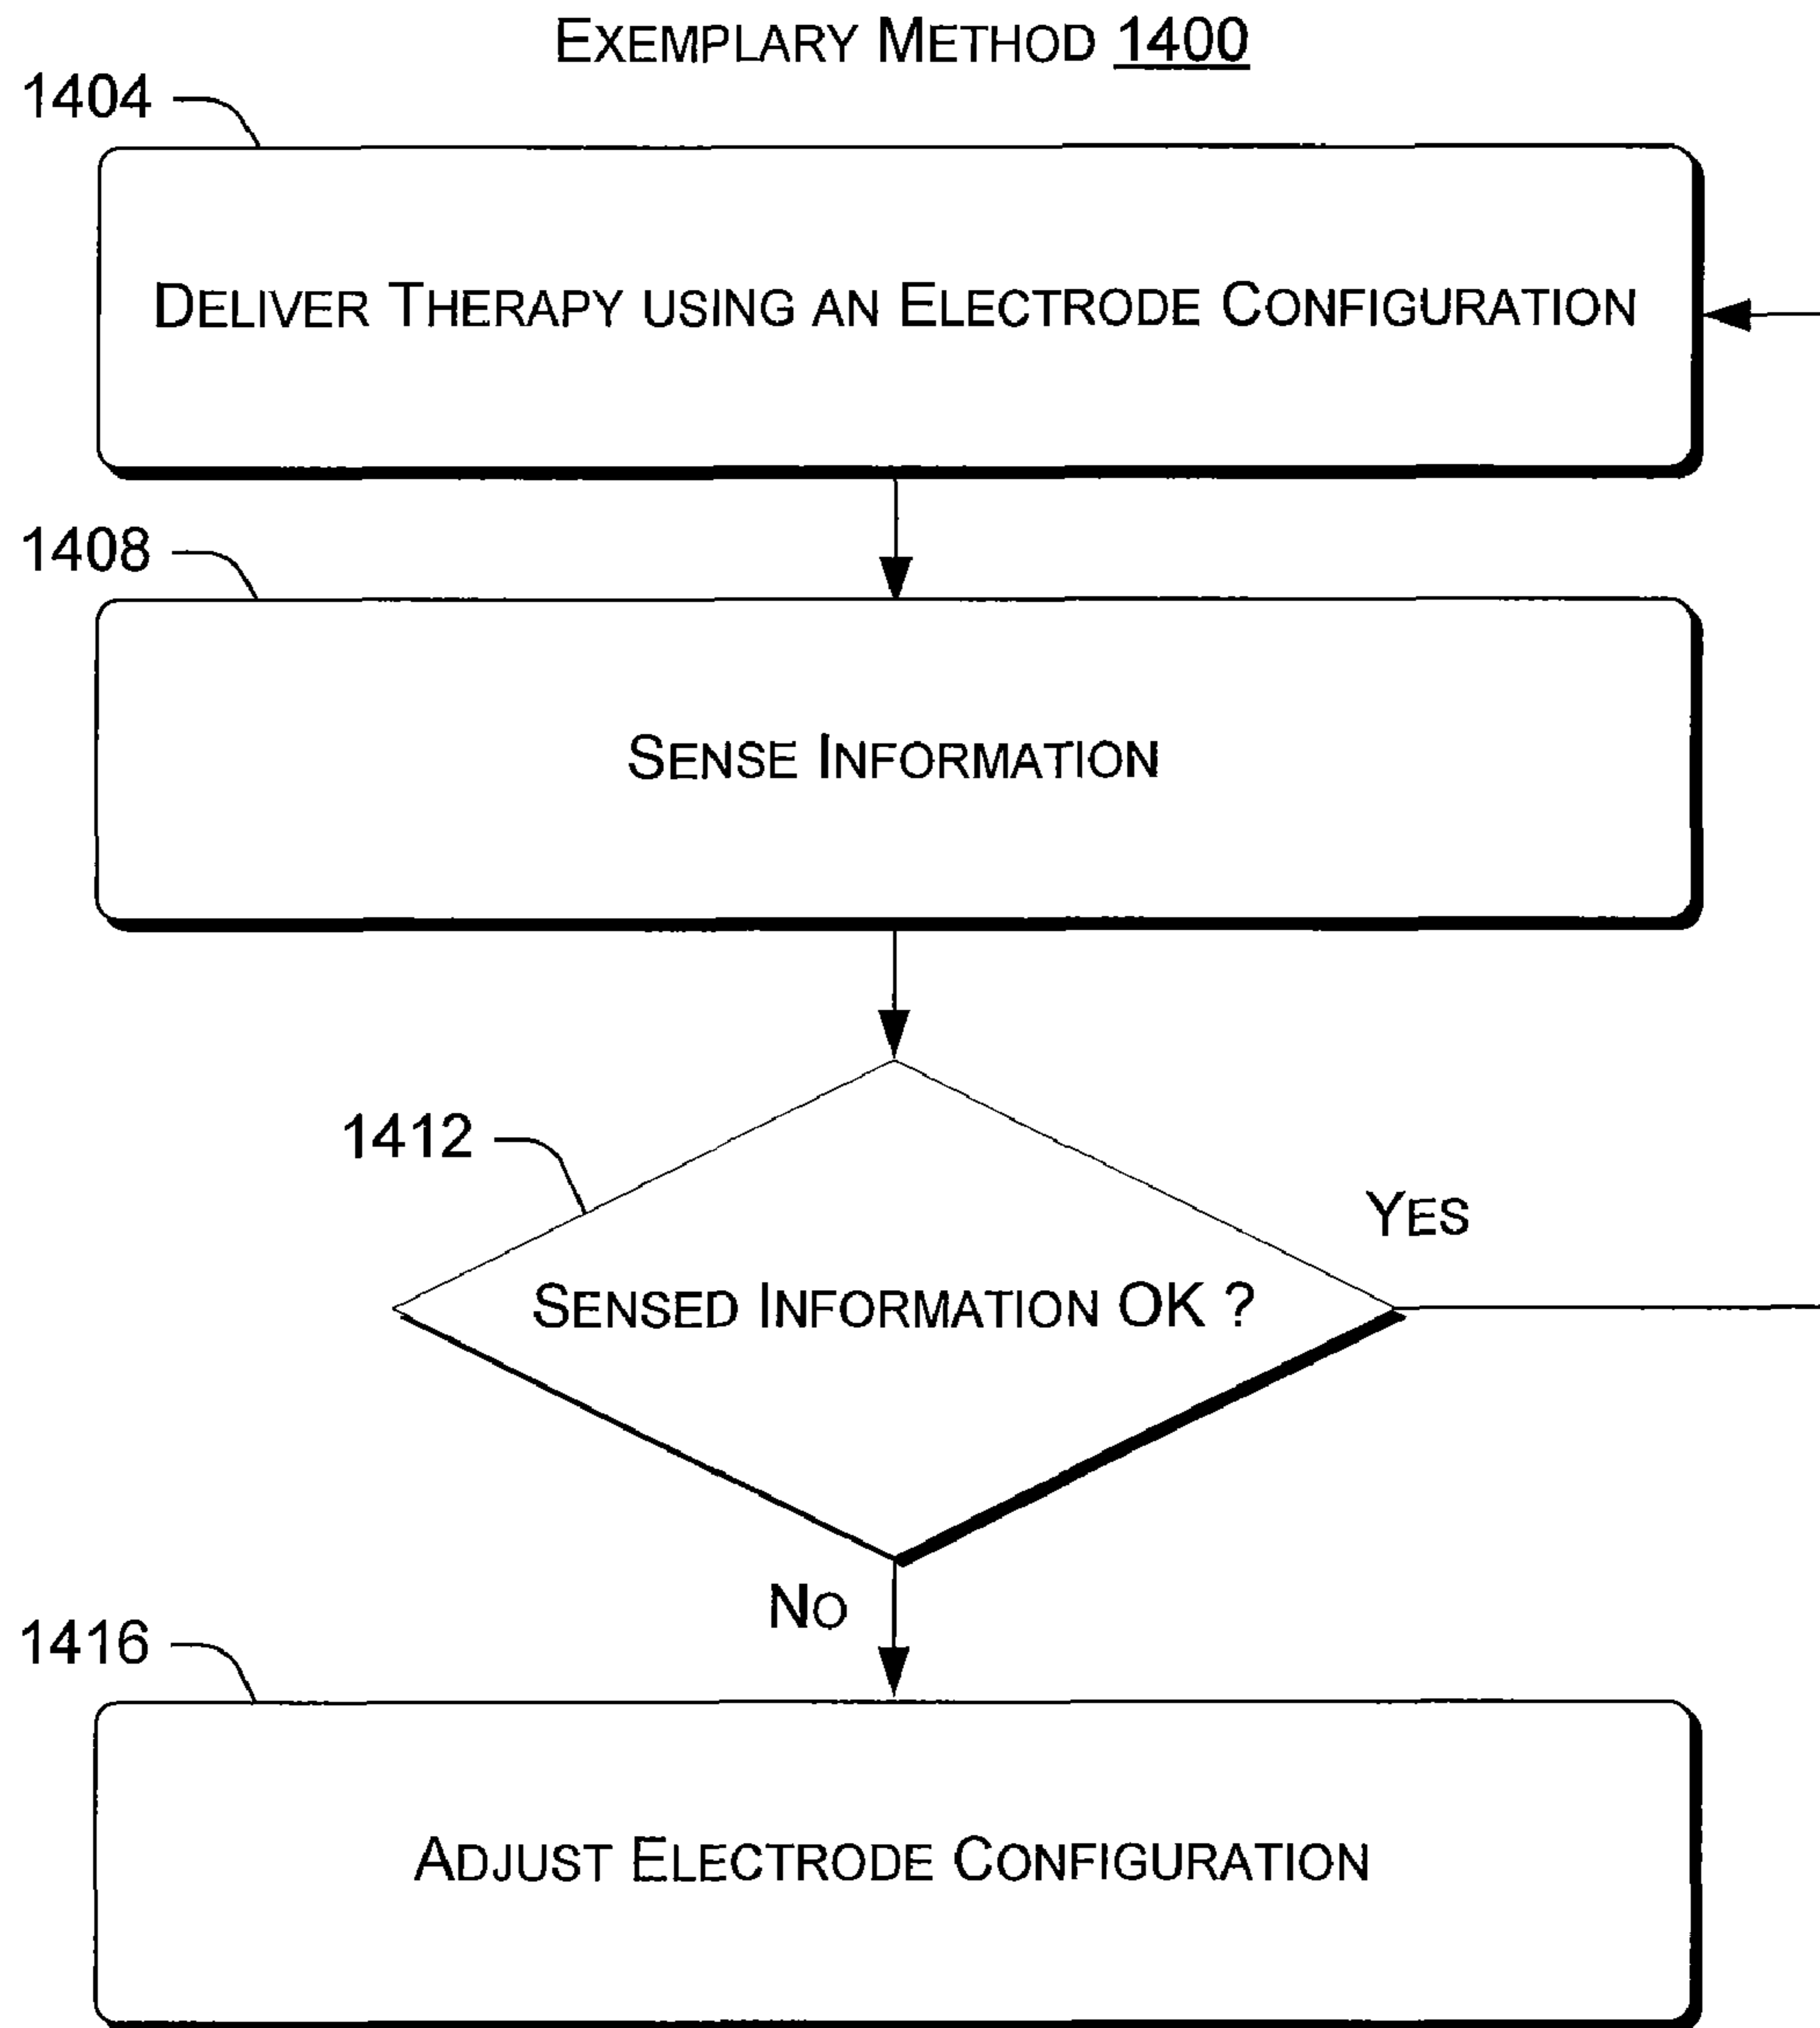 EXEMPLARY METHOD 1400
1404
DELIVER THERAPY USING AN ELECTRODE CONFIGURATION
1408
SENSE INFORMATION
1412
YES
SENSED INFORMATION OK ?
NO
1416
ADJUST ELECTRODE CONFIGURATION